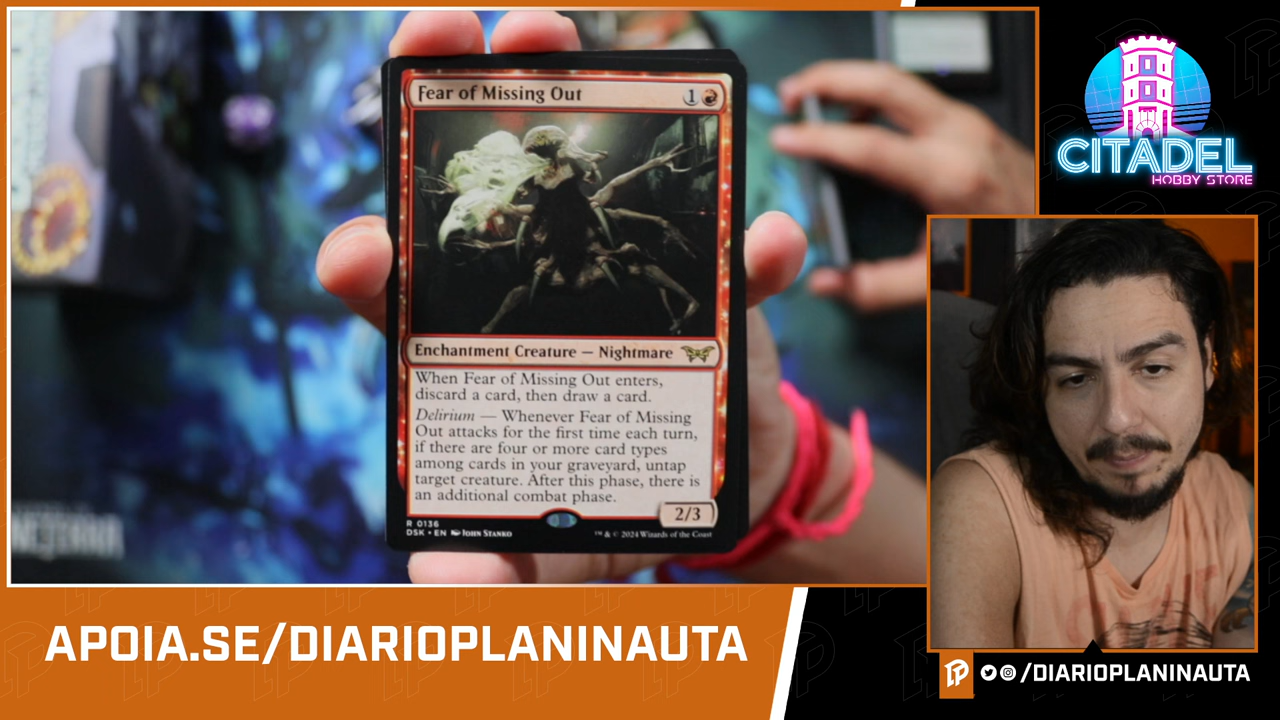 Fear of Missing Out
1
Enchantment Creature — Nightmare
When Fear of Missing Out enters,
discard a card, then draw a card.
Delirium — Whenever Fear of Missing
Out attacks for the first time each turn,
if there are four or more card types
among cards in your graveyard, untap
target creature. After this phase, there is
an additional combat phase.
2/3
R 0136
DSK • EN JOHN STANKO
™ & © 2024 Wizards of the Coast
CITADEL
HOBBY STORE
APOIA.SE/DIARIOPLANINAUTA
/DIARIOPLANINAUTA